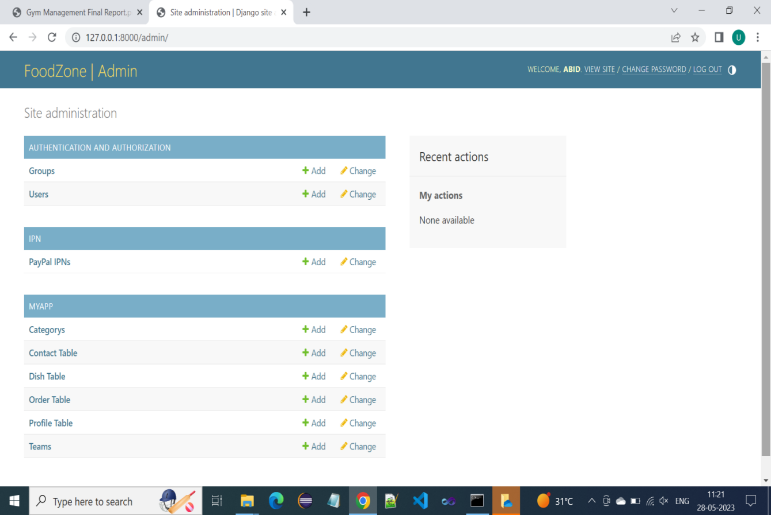 Gym Management Final Report.p
Site administration | Django site
127.0.0.1:8000/admin/
U
FoodZone | Admin
WELCOME, ABID VIEW SITE / CHANGE PASSWORD / LOG OUT
Site administration
AUTHENTICATION AND AUTHORIZATION
Groups Add Change
Users Add Change
IPN
PayPal IPNs Add Change
MYAPP
Categorys Add Change
Contact Table Add Change
Dish Table Add Change
Order Table Add Change
Profile Table Add Change
Teams Add Change
Recent actions
My actions
None available
Type here to search
31°C
ENG
11:21
28-05-2023